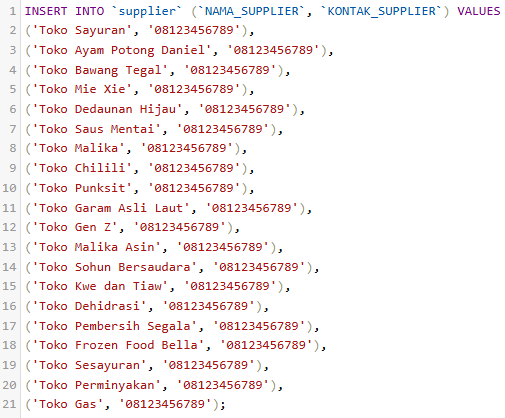 1 INSERT INTO `supplier` (`NAMA_SUPPLIER`, `KONTAK_SUPPLIER`) VALUES
2 ('Toko Sayuran', '08123456789'),
3 ('Toko Ayam Potong Daniel', '08123456789'),
4 ('Toko Bawang Tegal', '08123456789'),
5 ('Toko Mie Xie', '08123456789'),
6 ('Toko Dedaunan Hijau', '08123456789'),
7 ('Toko Saus Mentai', '08123456789'),
8 ('Toko Malika', '08123456789'),
9 ('Toko Chilili', '08123456789'),
10 ('Toko Punksit', '08123456789'),
11 ('Toko Garam Asli Laut', '08123456789'),
12 ('Toko Gen Z', '08123456789'),
13 ('Toko Malika Asin', '08123456789'),
14 ('Toko Sohun Bersaudara', '08123456789'),
15 ('Toko Kwe dan Tiaw', '08123456789'),
16 ('Toko Dehidrasi', '08123456789'),
17 ('Toko Pembersih Segala', '08123456789'),
18 ('Toko Frozen Food Bella', '08123456789'),
19 ('Toko Sesayuran', '08123456789'),
20 ('Toko Perminyakan', '08123456789'),
21 ('Toko Gas', '08123456789');